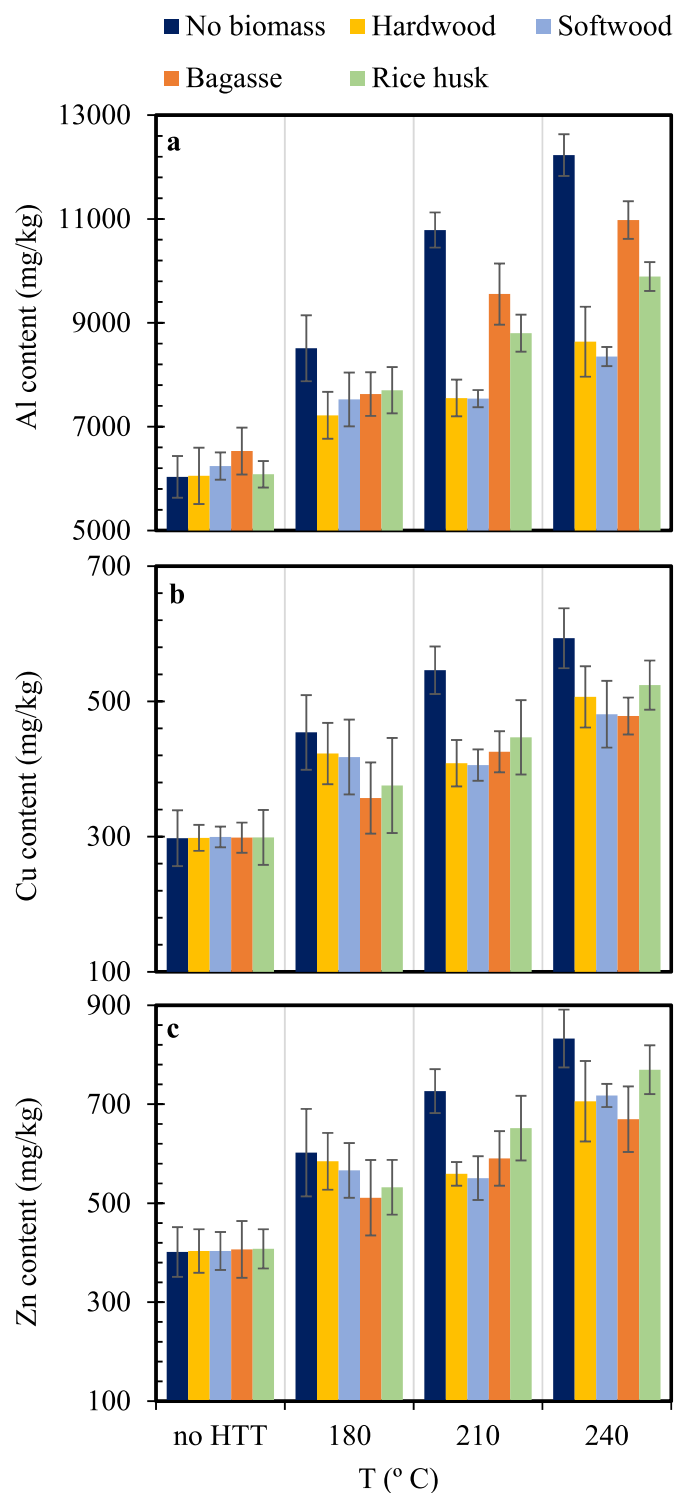 No biomass Hardwood Softwood
Bagasse Rice husk
a
13000
11000
9000
7000
5000
Al content (mg/kg)
b
700
500
300
100
Cu content (mg/kg)
c
900
700
500
300
100
Zn content (mg/kg)
no HTT 180 210 240
T (º C)